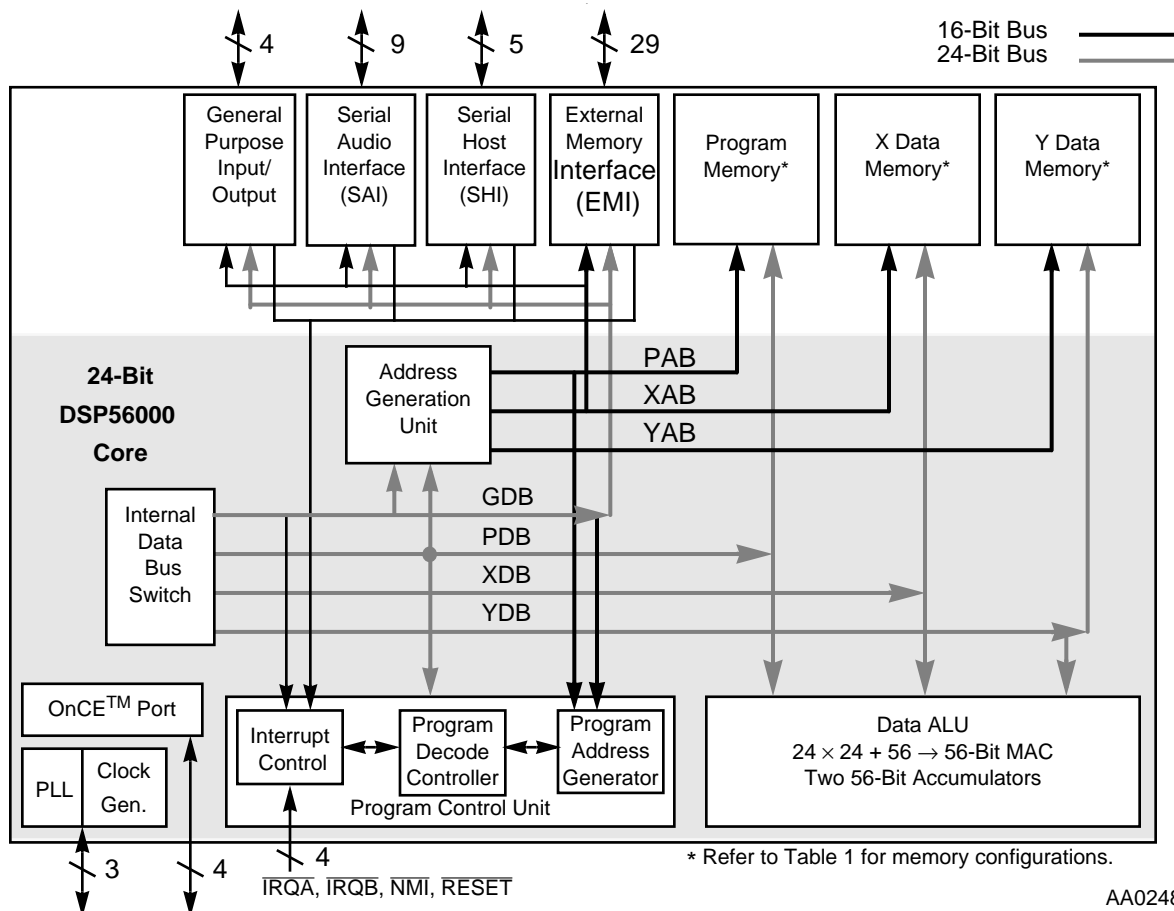 4
9
5
29
16-Bit Bus
24-Bit Bus
General
Purpose
Input/
Output
Serial
Audio
Interface
(SAI)
Serial
Host
Interface
(SHI)
External
Memory
Interface
(EMI)
Program
Memory*
X Data
Memory*
Y Data
Memory*
24-Bit
DSP56000
Core
Address
Generation
Unit
PAB
XAB
YAB
Internal
Data
Bus
Switch
GDB
PDB
XDB
YDB
OnCE™ Port
PLL
Clock
Gen.
Interrupt
Control
Program
Decode
Controller
Program
Address
Generator
Program Control Unit
Data ALU
24 × 24 + 56 → 56-Bit MAC
Two 56-Bit Accumulators
3
4
4
IRQA, IRQB, NMI, RESET
* Refer to Table 1 for memory configurations.
AA0248